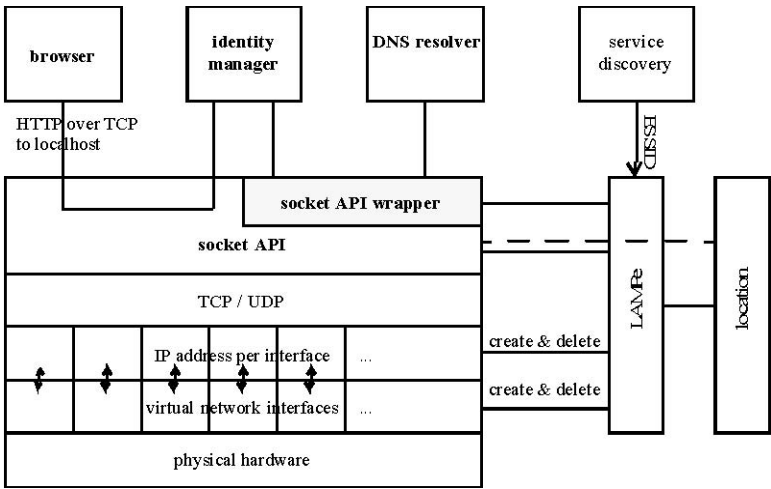 browser
identity
manager
DNS resolver
service
discovery
HTTP over TCP
to localhost
ESSID
socket API wrapper
socket API
TCP / UDP
LAMPe
location
IP address per interface ...
create & delete
virtual network interfaces ...
create & delete
physical hardware